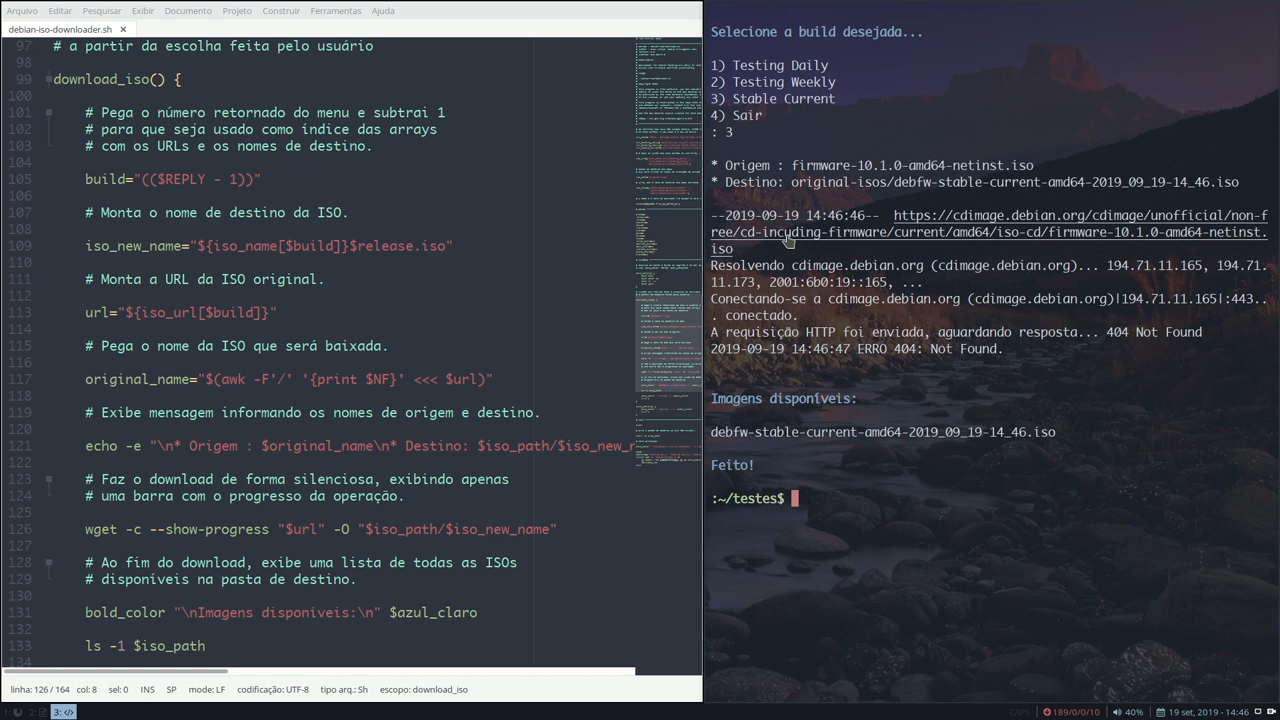 Arquivo Editar Pesquisar Exibir Documento Projeto Construir Ferramentas Ajuda
debian-iso-downloader.sh ✕
97 # a partir da escolha feita pelo usuário
98
99 download_iso() {
100
101 # Pega o número retornado do menu e subtrai 1
102 # para que seja usado como índice das arrays
103 # com os URLs e os nomes de destino.
104
105 build="(($REPLY - 1))"
106
107 # Monta o nome de destino da ISO.
108
109 iso_new_name="${iso_name[$build]}$release.iso"
110
111 # Monta a URL da ISO original.
112
113 url="${iso_url[$build]}"
114
115 # Pega o nome da ISO que será baixada.
116
117 original_name="$(awk -F'/' '{print $NF}' <<< $url)"
118
119 # Exibe mensagem informando os nomes de origem e destino.
120
121 echo -e "\n* Origem : $original_name\n* Destino: $iso_path/$iso_new_n
122
123 # Faz o download de forma silenciosa, exibindo apenas
124 # uma barra com o progresso da operação.
125
126 wget -c --show-progress "$url" -O "$iso_path/$iso_new_name"
127
128 # Ao fim do download, exibe uma lista de todas as ISOs
129 # disponíveis na pasta de destino.
130
131 bold_color "\nImagens disponíveis:\n" $azul_claro
132
133 ls -1 $iso_path
134
linha: 126 / 164 col: 8 sel: 0 INS SP mode: LF codificação: UTF-8 tipo arq.: Sh escopo: download_iso
Selecione a build desejada...
1) Testing Daily
2) Testing Weekly
3) Stable Current
4) Sair
: 3
* Origem : firmware-10.1.0-amd64-netinst.iso
* Destino: original-isos/debfw-stable-current-amd64-2019_09_19-14_46.iso
--2019-09-19 14:46:46-- https://cdimage.debian.org/cdimage/unofficial/non-f
ree/cd-incuding-firmware/current/amd64/iso-cd/firmware-10.1.0-amd64-netinst.
iso
Resolvendo cdimage.debian.org (cdimage.debian.org)... 194.71.11.165, 194.71.
11.173, 2001:6b0:19::165, ...
Conectando-se a cdimage.debian.org (cdimage.debian.org)|194.71.11.165|:443..
. conectado.
A requisição HTTP foi enviada, aguardando resposta... 404 Not Found
2019-09-19 14:46:47 ERRO 404: Not Found.
Imagens disponíveis:
debfw-stable-current-amd64-2019_09_19-14_46.iso
Feito!
:~/testes$
1: 2: 3: </> CAPS 189/0/0/10 40% 19 set, 2019 - 14:46